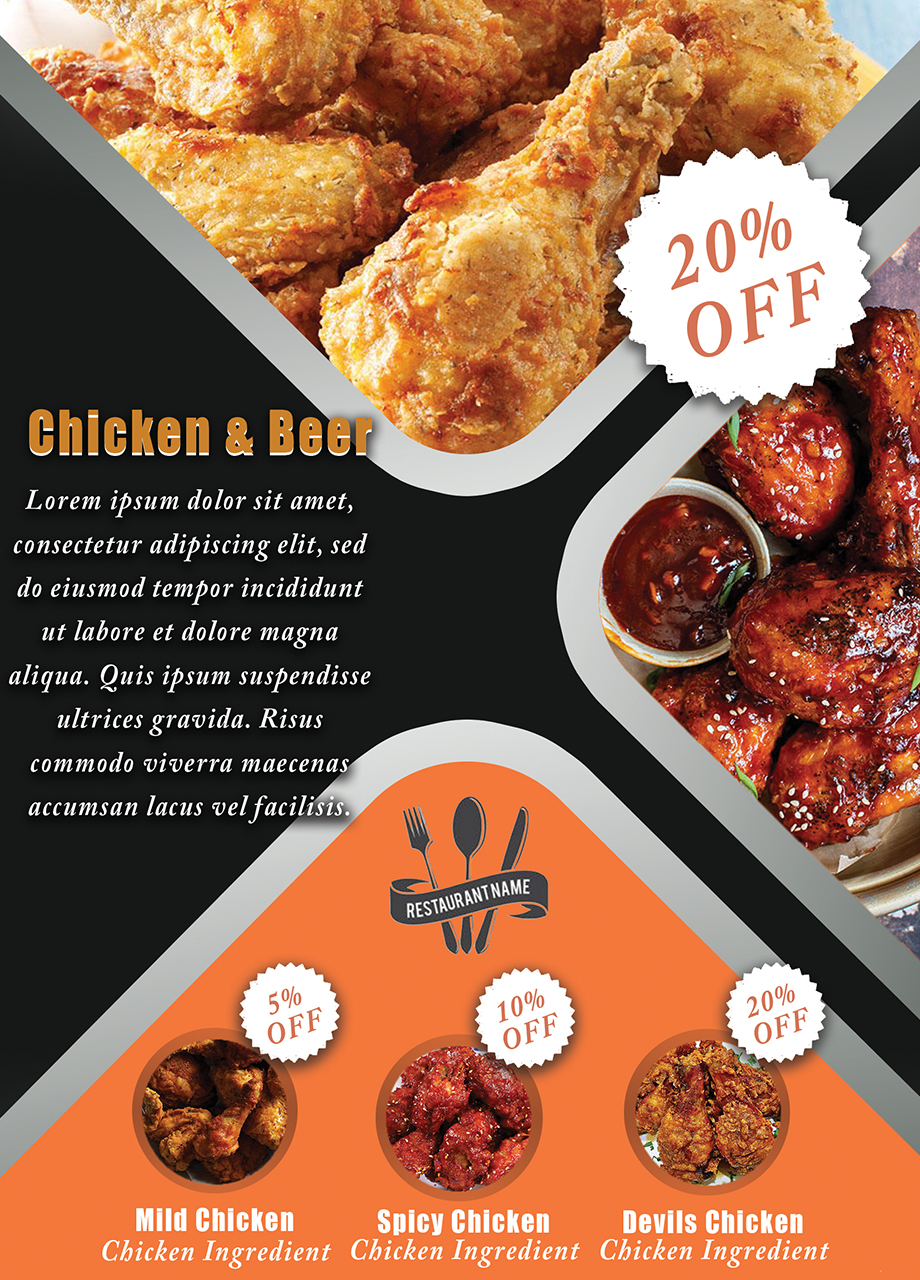 20%
OFF
Chicken & Beer
Lorem ipsum dolor sit amet,
consectetur adipiscing elit, sed
do eiusmod tempor incididunt
ut labore et dolore magna
aliqua. Quis ipsum suspendisse
ultrices gravida. Risus
commodo viverra maecenas
accumsan lacus vel facilisis.
RESTAURANT NAME
5%
OFF
10%
OFF
20%
OFF
Mild Chicken
Chicken Ingredient
Spicy Chicken
Chicken Ingredient
Devils Chicken
Chicken Ingredient